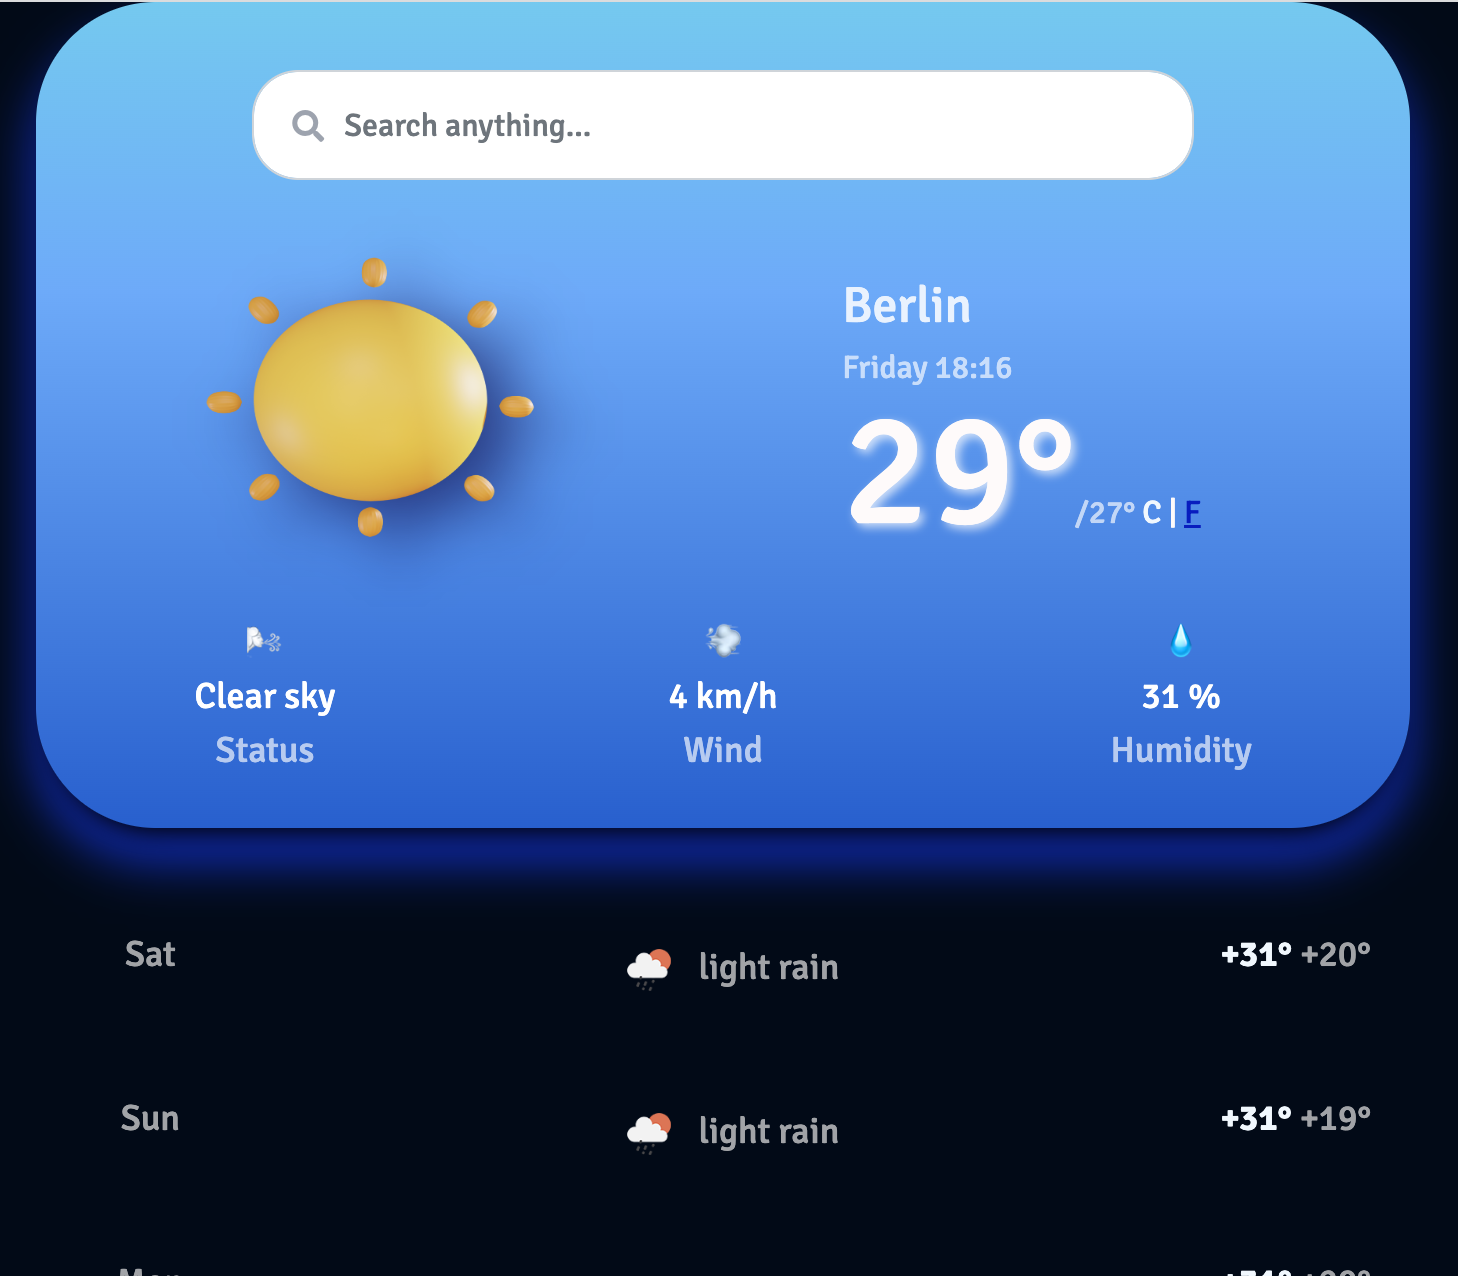 Search anything...
Berlin
Friday 18:16
29°
/27° C | F
Clear sky
4 km/h
31 %
Status
Wind
Humidity
Sat light rain +31° +20°
Sun light rain +31° +19°